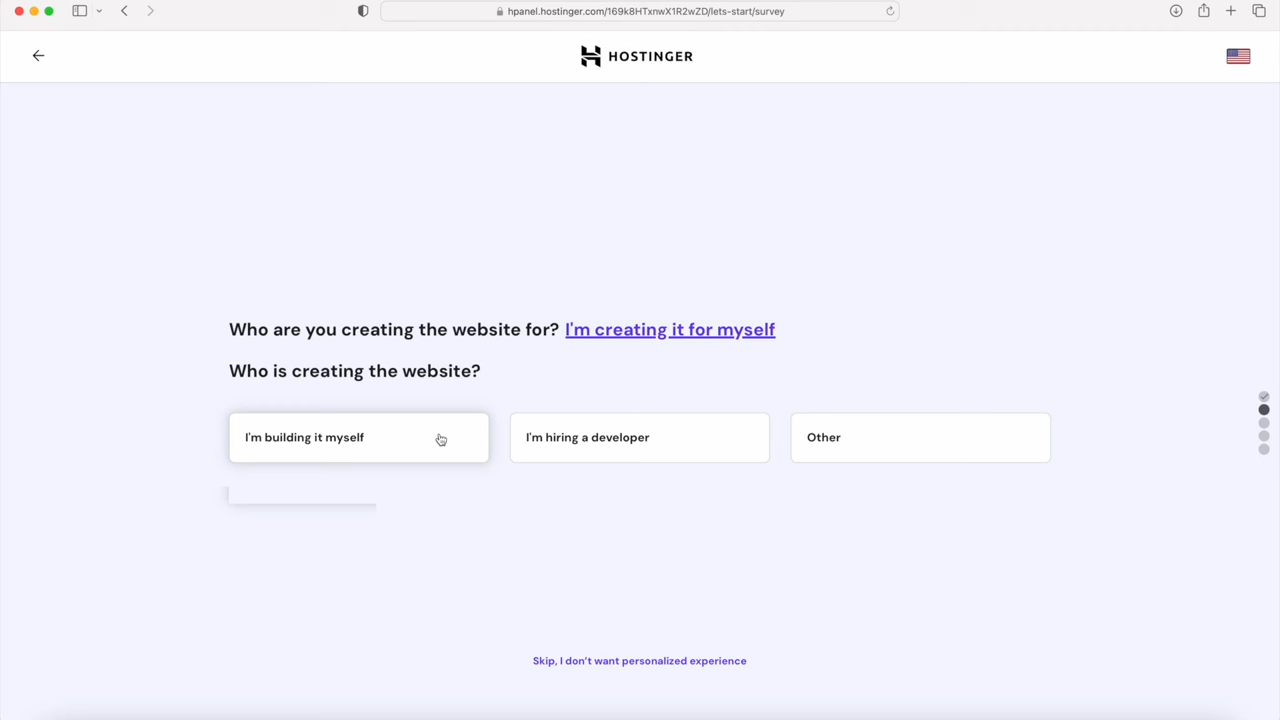 hpanel.hostinger.com/169k8HTxnwX1R2wZD/lets-start/survey
HOSTINGER
Who are you creating the website for? I'm creating it for myself
Who is creating the website?
I'm building it myself
I'm hiring a developer
Other
Skip, I don't want personalized experience